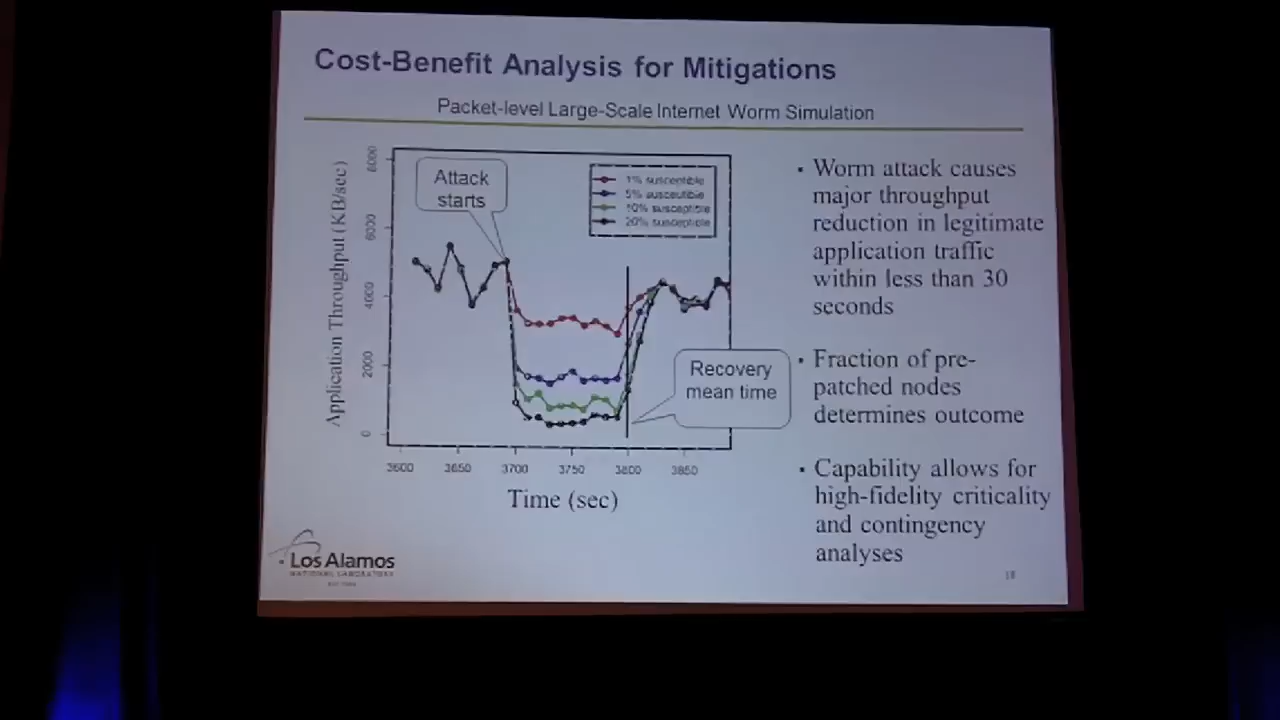 Cost-Benefit Analysis for Mitigations
Packet-level Large-Scale Internet Worm Simulation
Application Throughput (KB/sec)
8000
6000
4000
2000
0
Attack
starts
1% susceptible
5% susceptible
10% susceptible
20% susceptible
Recovery
mean time
3600 3650 3700 3750 3800 3850
Time (sec)
▪ Worm attack causes
major throughput
reduction in legitimate
application traffic
within less than 30
seconds
▪ Fraction of pre-
patched nodes
determines outcome
▪ Capability allows for
high-fidelity criticality
and contingency
analyses
Los Alamos
NATIONAL LABORATORY